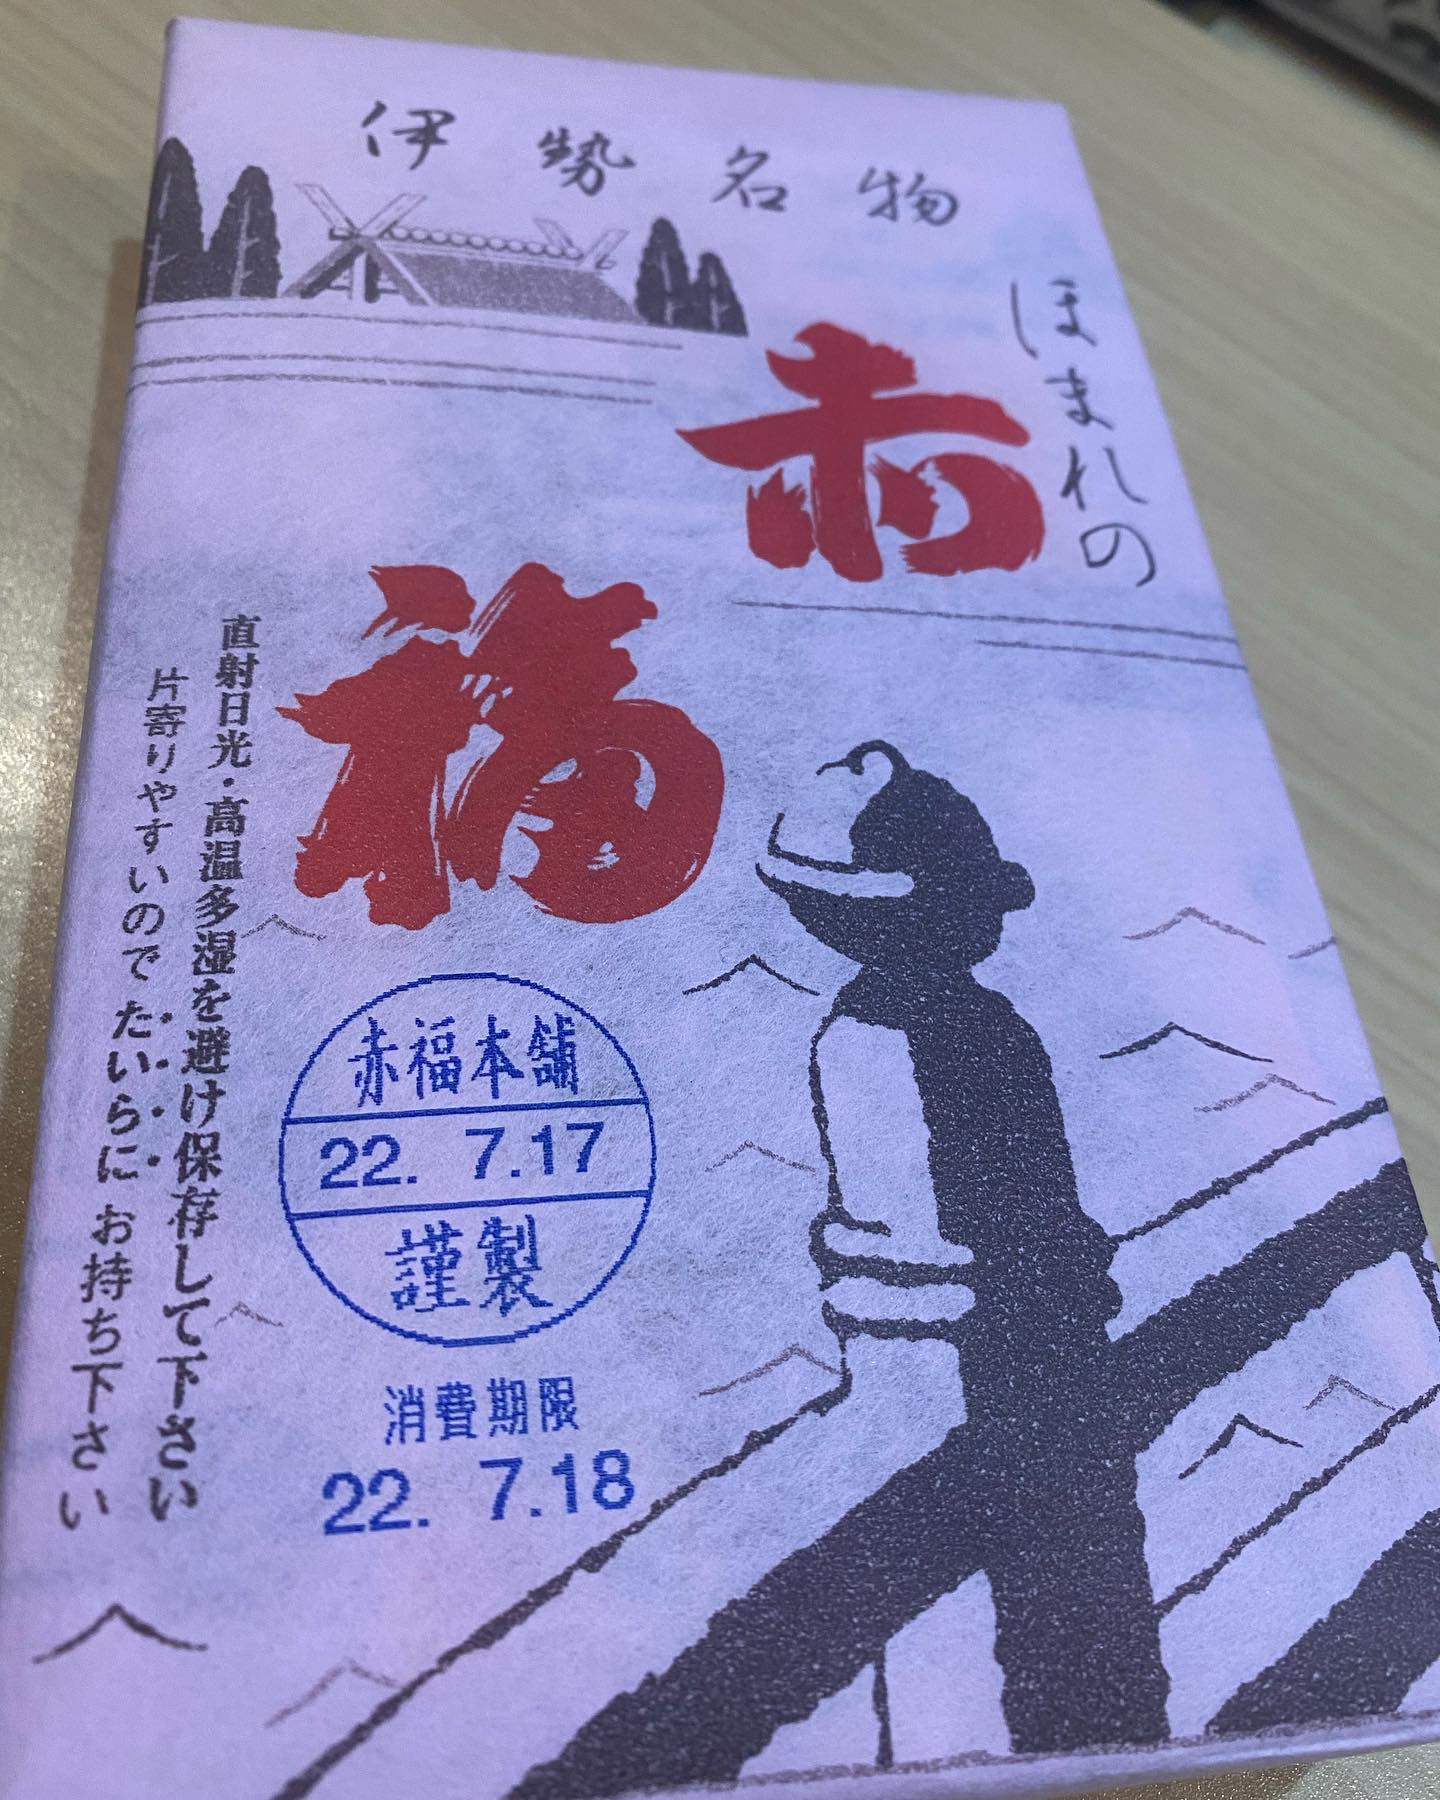 伊勢名物
ほまれの
赤福
直射日光・高温多湿を避け保存して下さい
片寄りやすいのでたいらにお持ち下さい
赤福本舗
22. 7.17
謹製
消費期限
22. 7.18